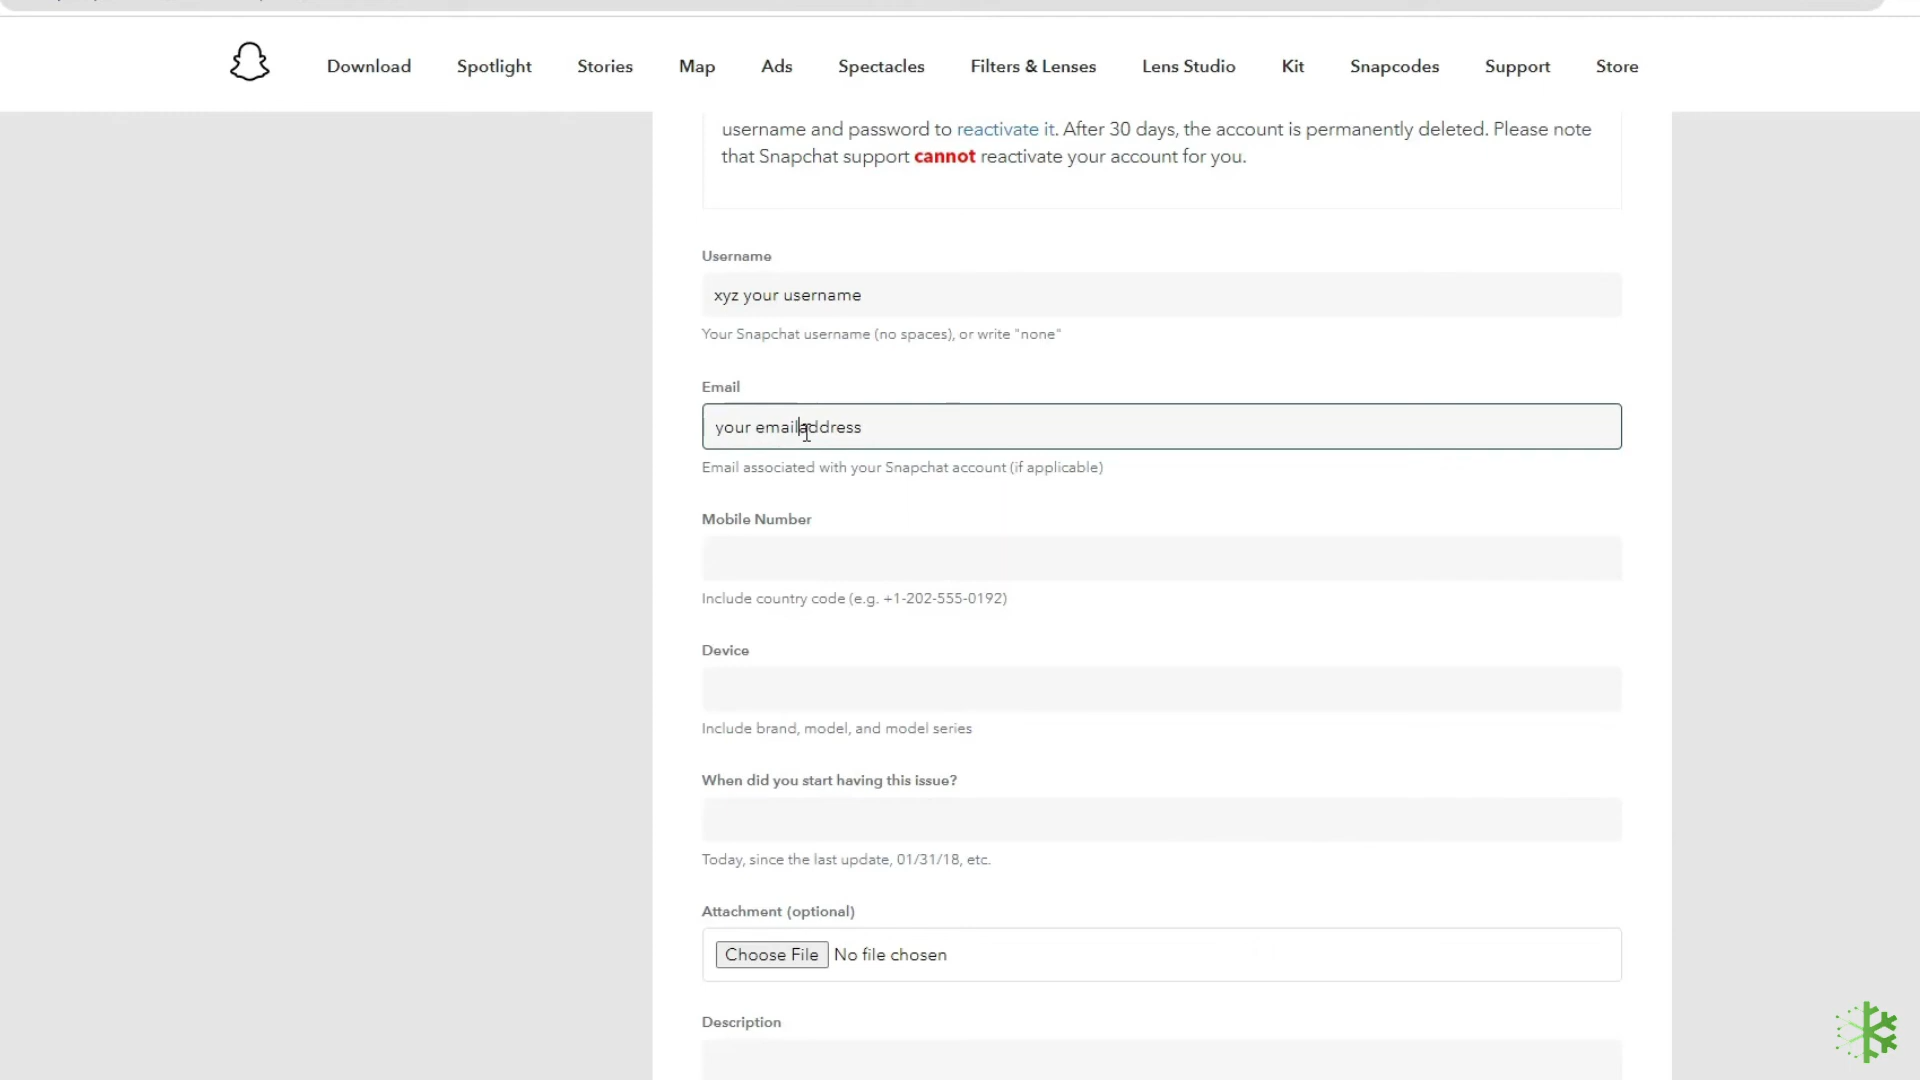 Download Spotlight Stories Map Ads Spectacles Filters & Lenses Lens Studio Kit Snapcodes Support Store
username and password to reactivate it. After 30 days, the account is permanently deleted. Please note
that Snapchat support cannot reactivate your account for you.
Username
xyz your username
Your Snapchat username (no spaces), or write "none"
Email
your emailaddress
Email associated with your Snapchat account (if applicable)
Mobile Number
Include country code (e.g. +1-202-555-0192)
Device
Include brand, model, and model series
When did you start having this issue?
Today, since the last update, 01/31/18, etc.
Attachment (optional)
Choose File No file chosen
Description